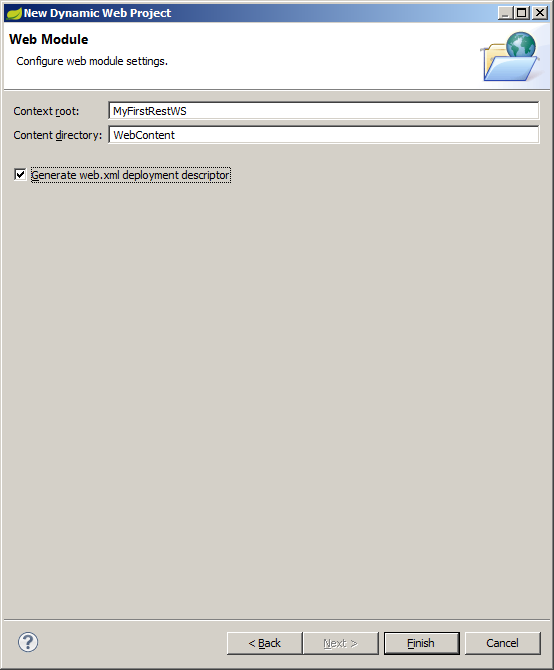 New Dynamic Web Project
Web Module
Configure web module settings.
Context root: MyFirstRestWS
Content directory: WebContent
Generate web.xml deployment descriptor
? < Back Next > Finish Cancel